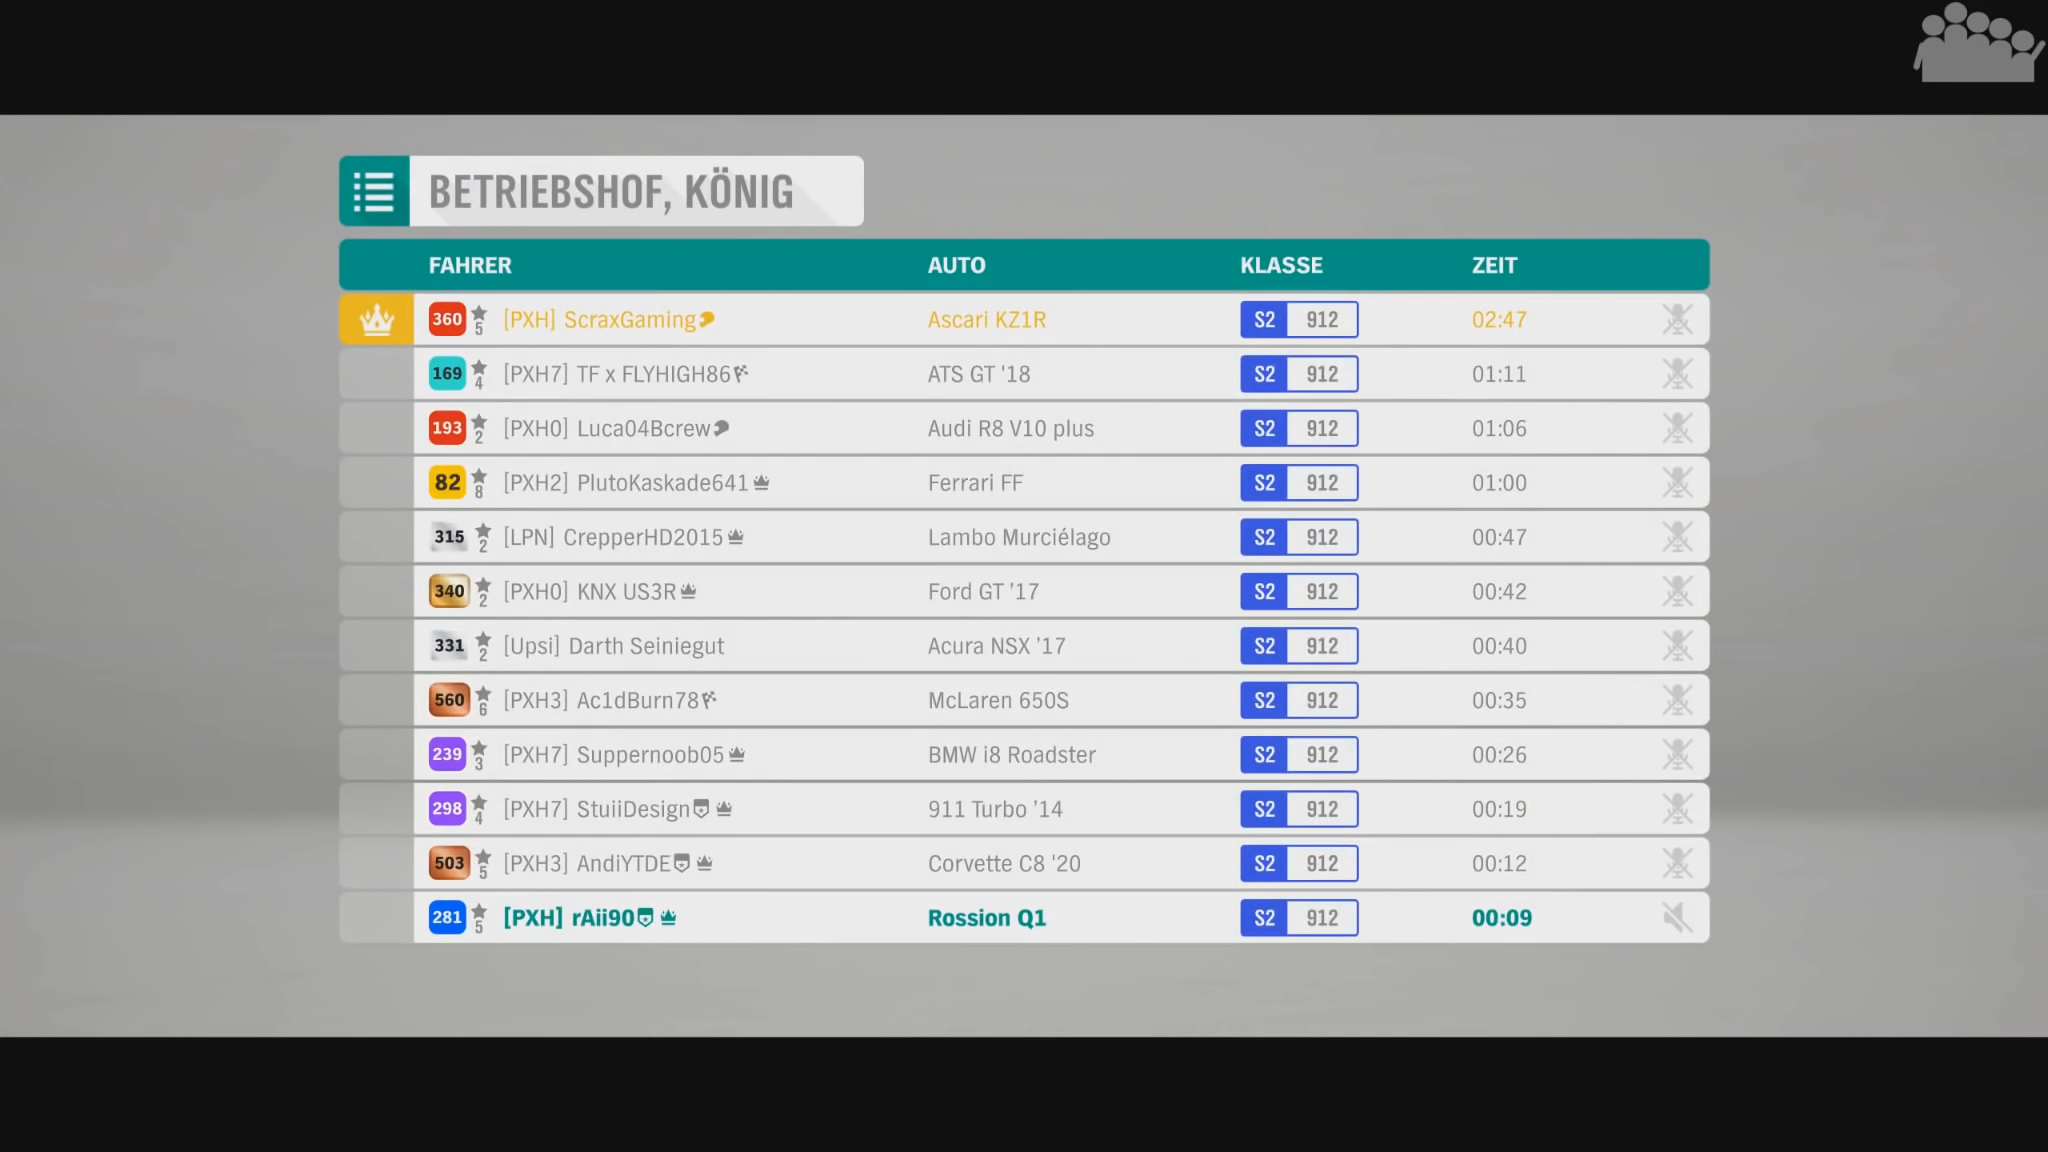 BETRIEBSHOF, KÖNIG
FAHRER AUTO KLASSE ZEIT
360 5 [PXH] ScraxGaming Ascari KZ1R S2 912 02:47
169 4 [PXH7] TF x FLYHIGH86 ATS GT '18 S2 912 01:11
193 2 [PXH0] Luca04Bcrew Audi R8 V10 plus S2 912 01:06
82 8 [PXH2] PlutoKaskade641 Ferrari FF S2 912 01:00
315 2 [LPN] CrepperHD2015 Lambo Murciélago S2 912 00:47
340 2 [PXH0] KNX US3R Ford GT '17 S2 912 00:42
331 2 [Upsi] Darth Seiniegut Acura NSX '17 S2 912 00:40
560 6 [PXH3] Ac1dBurn78 McLaren 650S S2 912 00:35
239 3 [PXH7] Suppernoob05 BMW i8 Roadster S2 912 00:26
298 4 [PXH7] StuiiDesign 911 Turbo '14 S2 912 00:19
503 5 [PXH3] AndiYTDE Corvette C8 '20 S2 912 00:12
281 5 [PXH] rAii90 Rossion Q1 S2 912 00:09